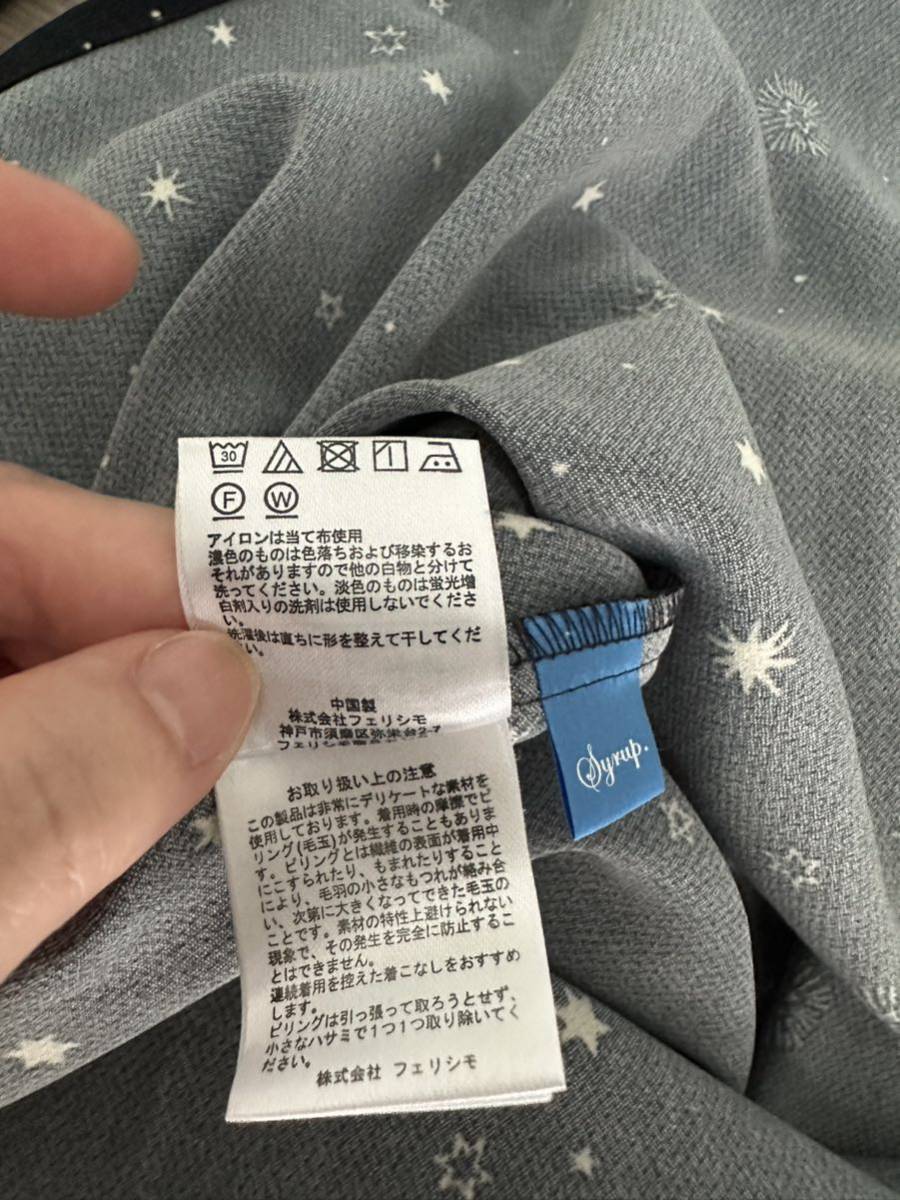 30
F W
アイロンは当て布使用
濃色のものは色落ちおよび移染するお
それがありますので他の白物と分けて
洗ってください。淡色のものは蛍光増
白剤入りの洗剤は使用しないでくださ
い。
洗濯後は直ちに形を整えて干してくだ
い。
中国製
株式会社フェリシモ
神戸市須磨区弥栄台2-7
フェリシモ
Syrup.
お取り扱い上の注意
この製品は非常にデリケートな素材を
使用しております。着用時の摩擦でピ
リング(毛玉)が発生することもありま
す。ピリングとは繊維の表面が着用中
にこすられたり、もまれたりすること
により、毛羽の小さなもつれが絡み合
い、次第に大きくなってできた毛玉の
ことです。素材の特性上避けられない
現象で、その発生を完全に防止するこ
とはできません。
連続着用を控えた着こなしをおすすめ
します。
ピリングは引っ張って取ろうとせず、
小さなハサミで1つ1つ取り除いてく
ださい。
株式会社 フェリシモ